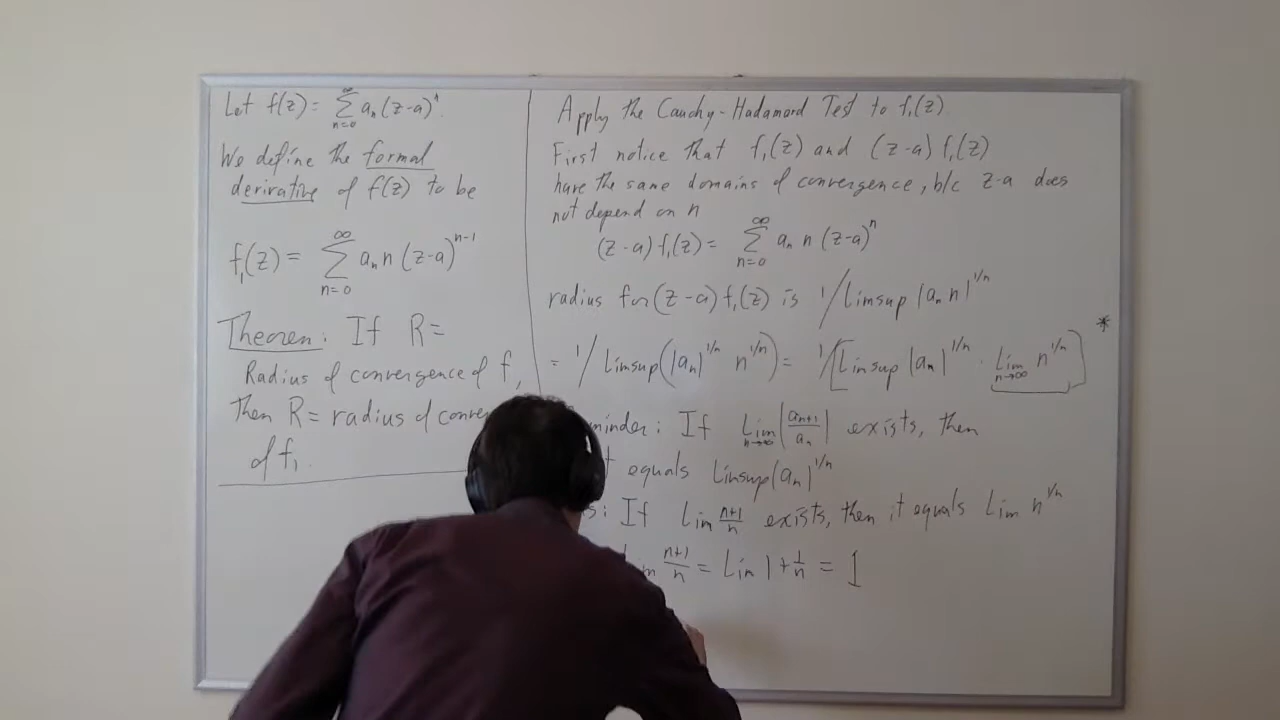 Let f(z) = ∑_{n=0}^{∞} a_n (z-a)^n.
We define the formal
derivative of f(z) to be
f_1(z) = ∑_{n=0}^{∞} a_n n (z-a)^{n-1}
Theorem: If R =
Radius of convergence of f,
then R = radius of conver
of f_1.
Apply the Cauchy-Hadamard Test to f_1(z)
First notice that f_1(z) and (z-a) f_1(z)
have the same domains of convergence, b/c z-a does
not depend on n
(z-a) f_1(z) = ∑_{n=0}^{∞} a_n n (z-a)^n
radius for (z-a) f_1(z) is 1/Limsup |a_n n|^{1/n}
= 1/Limsup(|a_n|^{1/n} n^{1/n}) = 1/[Limsup |a_n|^{1/n} · Lim_{n→∞} n^{1/n}] *
minder: If Lim_{n→∞} |a_{n+1}/a_n| exists, then
t equals Limsup(a_n)^{1/n}
s: If Lim (n+1)/n exists, then it equals Lim n^{1/n}
im (n+1)/n = Lim 1 + 1/n = 1